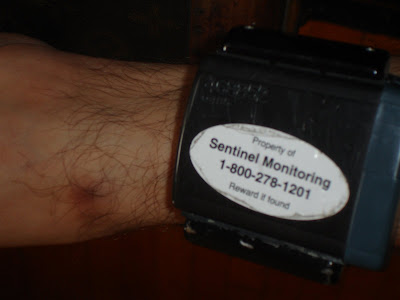 Property of
Sentinel Monitoring
1-800-278-1201
Reward if found